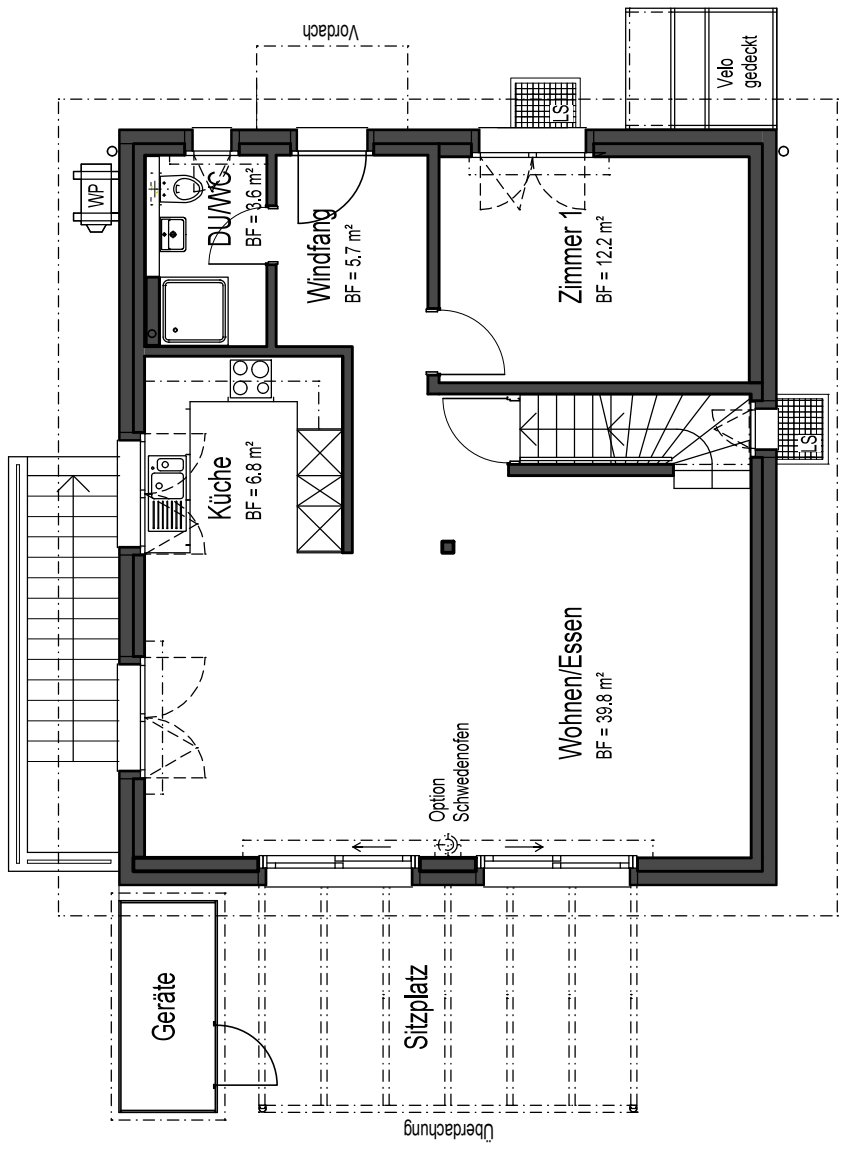 Vordach
Velo
gedeckt
LS
WP
DU/WC
BF = 3.6 m²
Windfang
BF = 5.7 m²
Zimmer 1
BF = 12.2 m²
LS
Küche
BF = 6.8 m²
Wohnen/Essen
BF = 39.8 m²
Option
Schwedenofen
Geräte
Sitzplatz
Überdachung